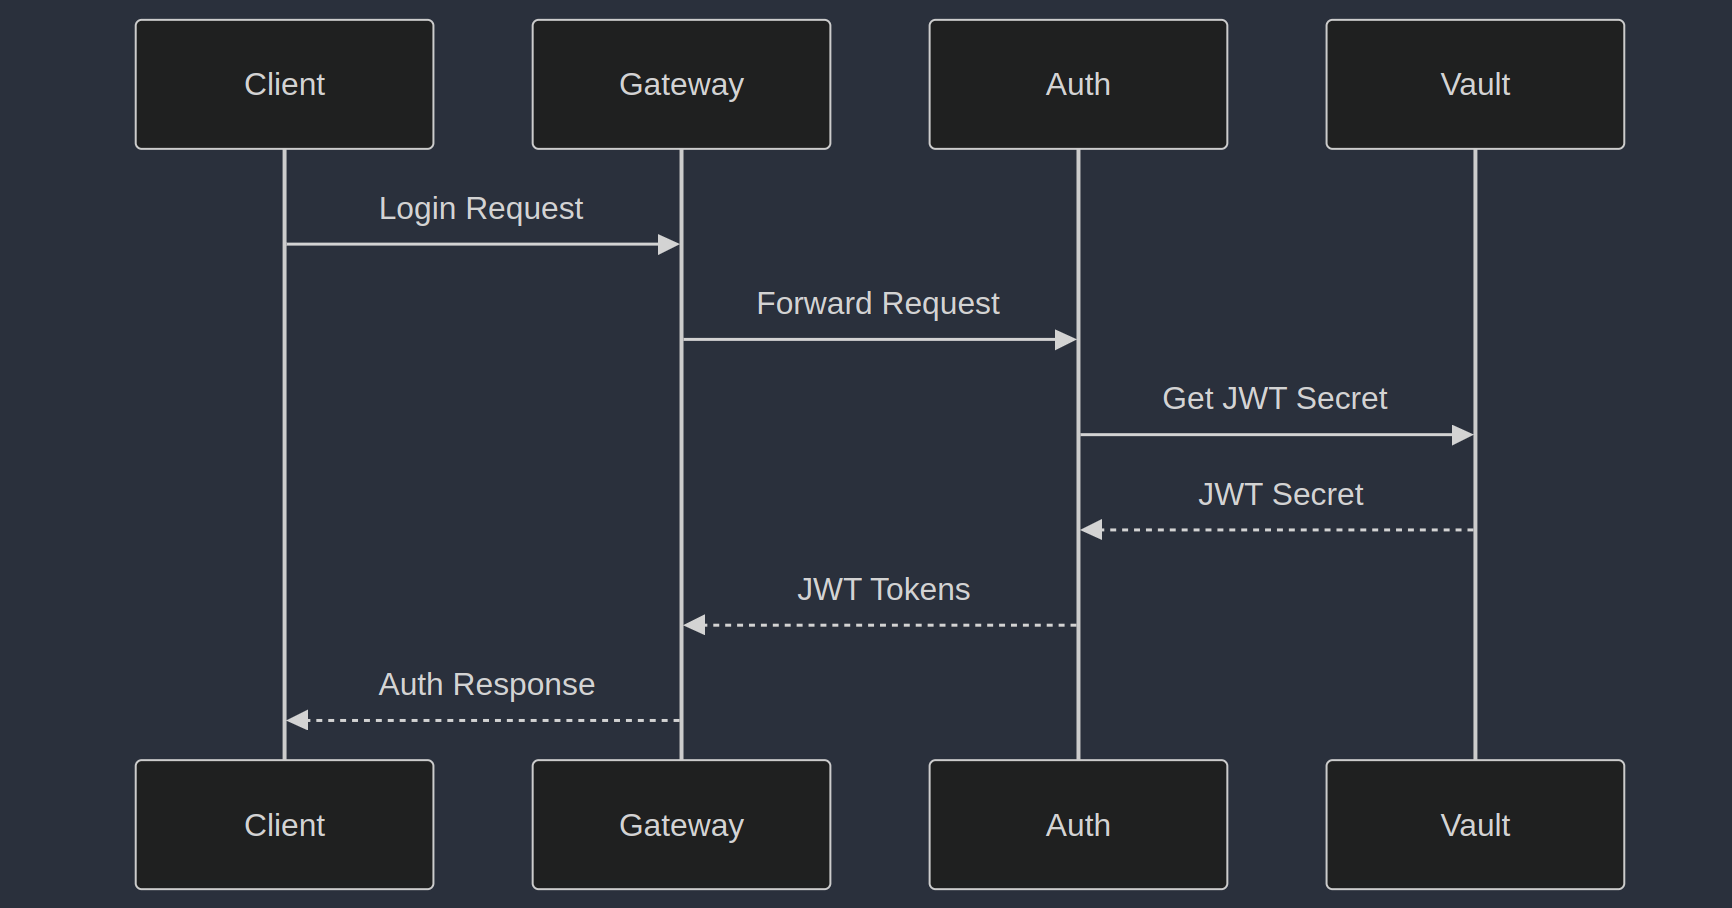 Client
Gateway
Auth
Vault
Login Request
Forward Request
Get JWT Secret
JWT Secret
JWT Tokens
Auth Response
Client
Gateway
Auth
Vault